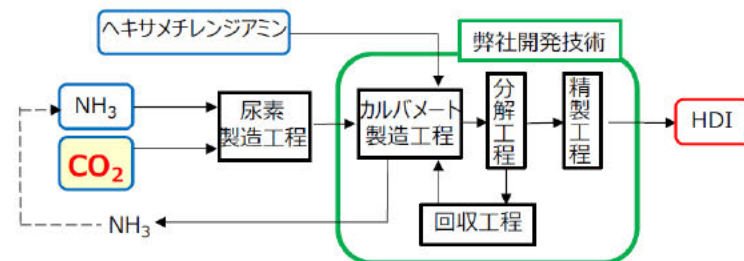 ヘキサメチレンジアミン
弊社開発技術
NH₃
CO₂
尿素
製造工程
カルバメート
製造工程
分解工程
精製工程
HDI
回収工程
NH₃